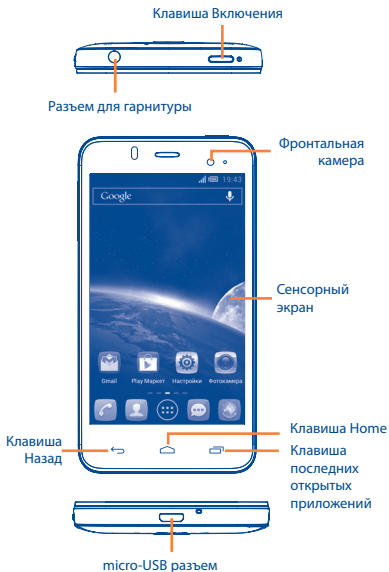 Клавиша Включения
Разъем для гарнитуры
Фронтальная
камера
19:43
Google
Сенсорный
экран
Gmail
Play Маркет
Настройки
Фотокамера
Клавиша
Назад
Клавиша Home
Клавиша
последних
открытых
приложений
micro-USB разъем